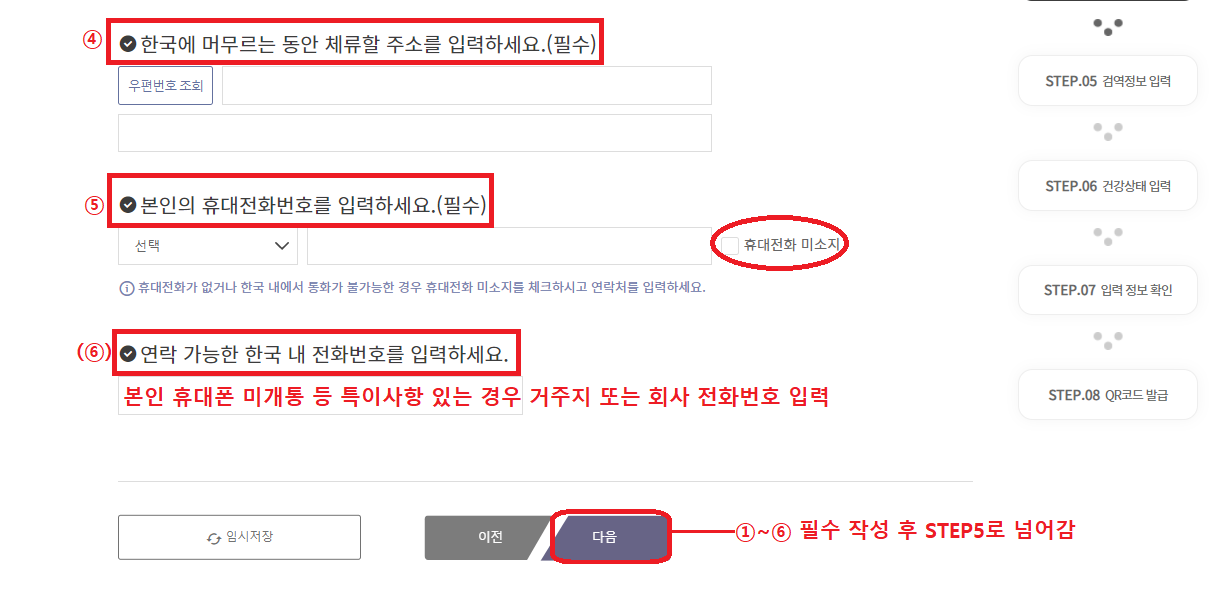 ④ 한국에 머무르는 동안 체류할 주소를 입력하세요.(필수)
우편번호 조회
⑤ 본인의 휴대전화번호를 입력하세요.(필수)
선택
휴대전화 미소지
휴대전화가 없거나 한국 내에서 통화가 불가능한 경우 휴대전화 미소지를 체크하시고 연락처를 입력하세요.
(⑥) 연락 가능한 한국 내 전화번호를 입력하세요.
본인 휴대폰 미개통 등 특이사항 있는 경우 거주지 또는 회사 전화번호 입력
임시저장
이전
다음
①~⑥ 필수 작성 후 STEP5로 넘어감
STEP.05 검역정보 입력
STEP.06 건강상태 입력
STEP.07 입력 정보 확인
STEP.08 QR코드 발급